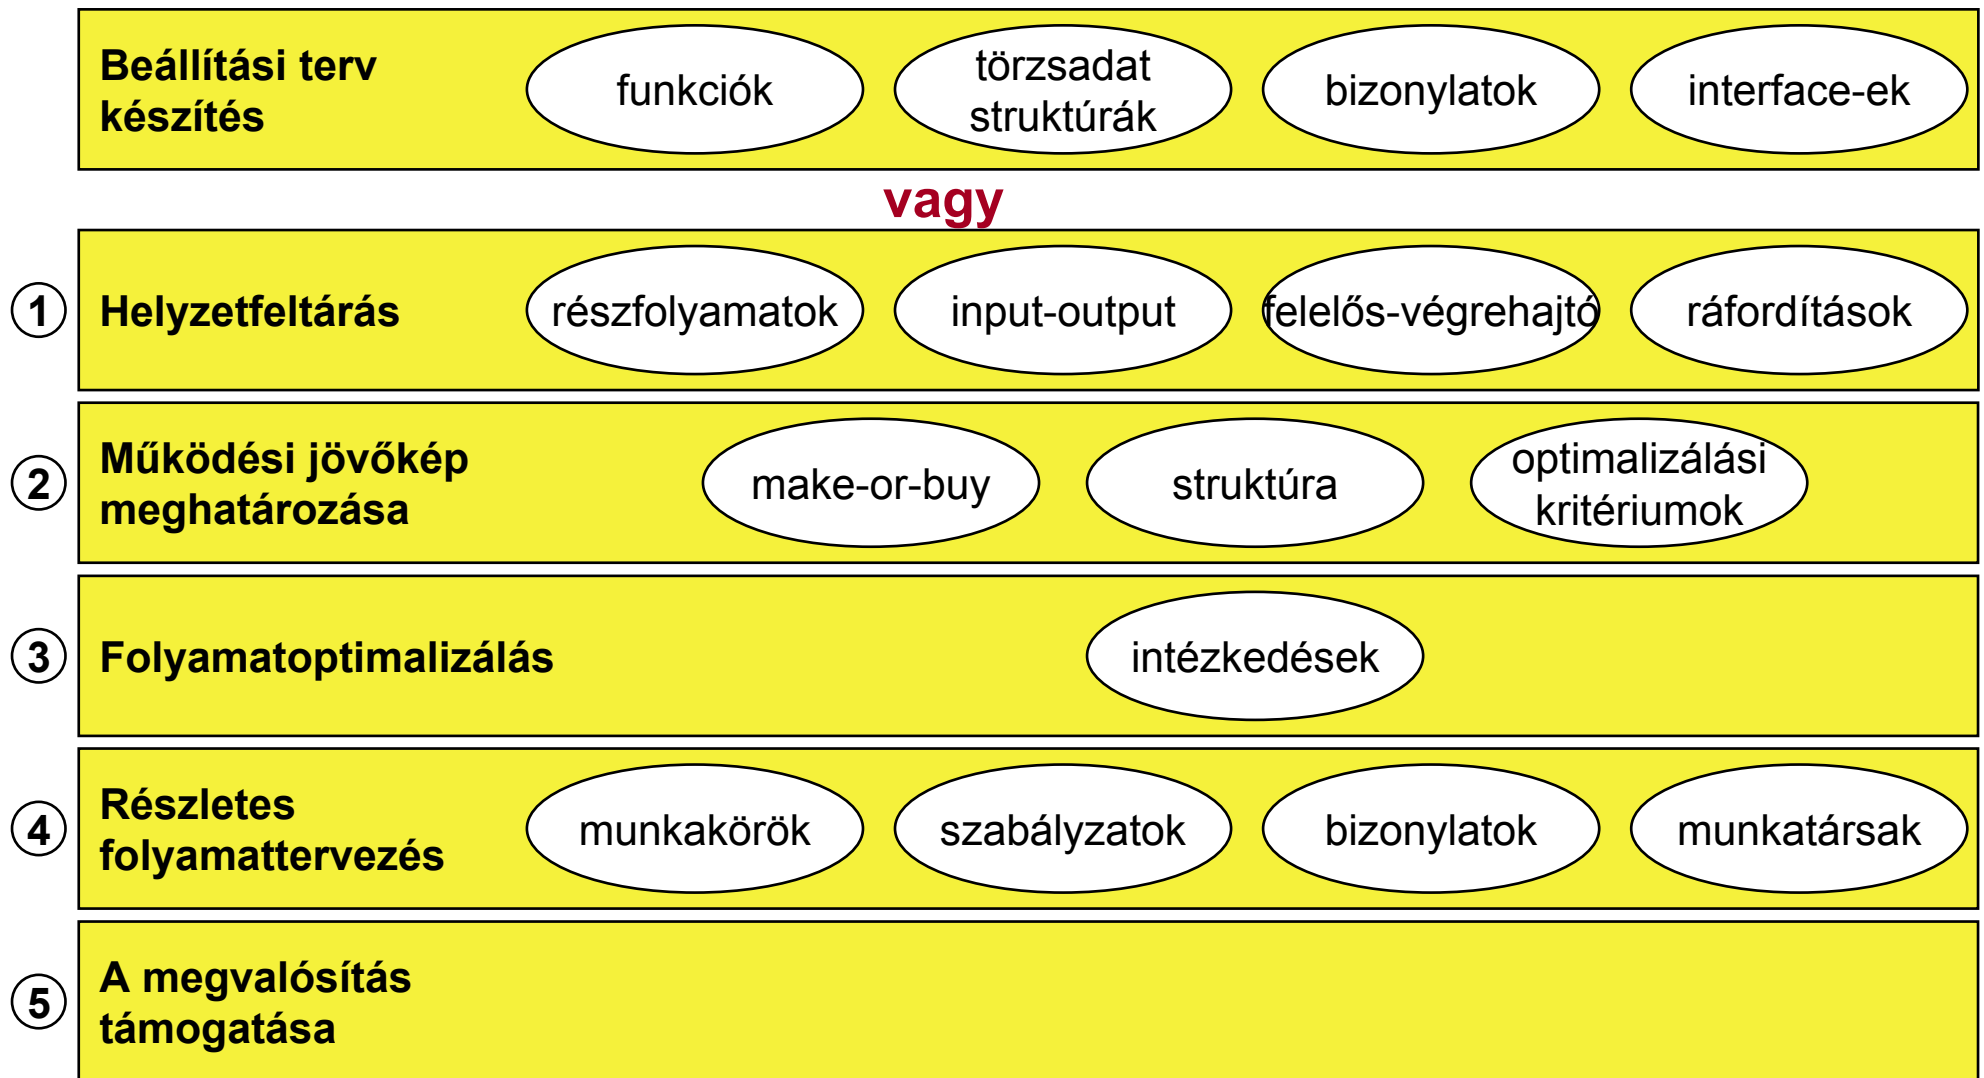 Beállítási terv
készítés
funkciók
törzsadat
struktúrák
bizonylatok
interface-ek
vagy
1
Helyzetfeltárás
részfolyamatok
input-output
felelős-végrehajtó
ráfordítások
2
Működési jövőkép
meghatározása
make-or-buy
struktúra
optimalizálási
kritériumok
3
Folyamatoptimalizálás
intézkedések
4
Részletes
folyamattervezés
munkakörök
szabályzatok
bizonylatok
munkatársak
5
A megvalósítás
támogatása